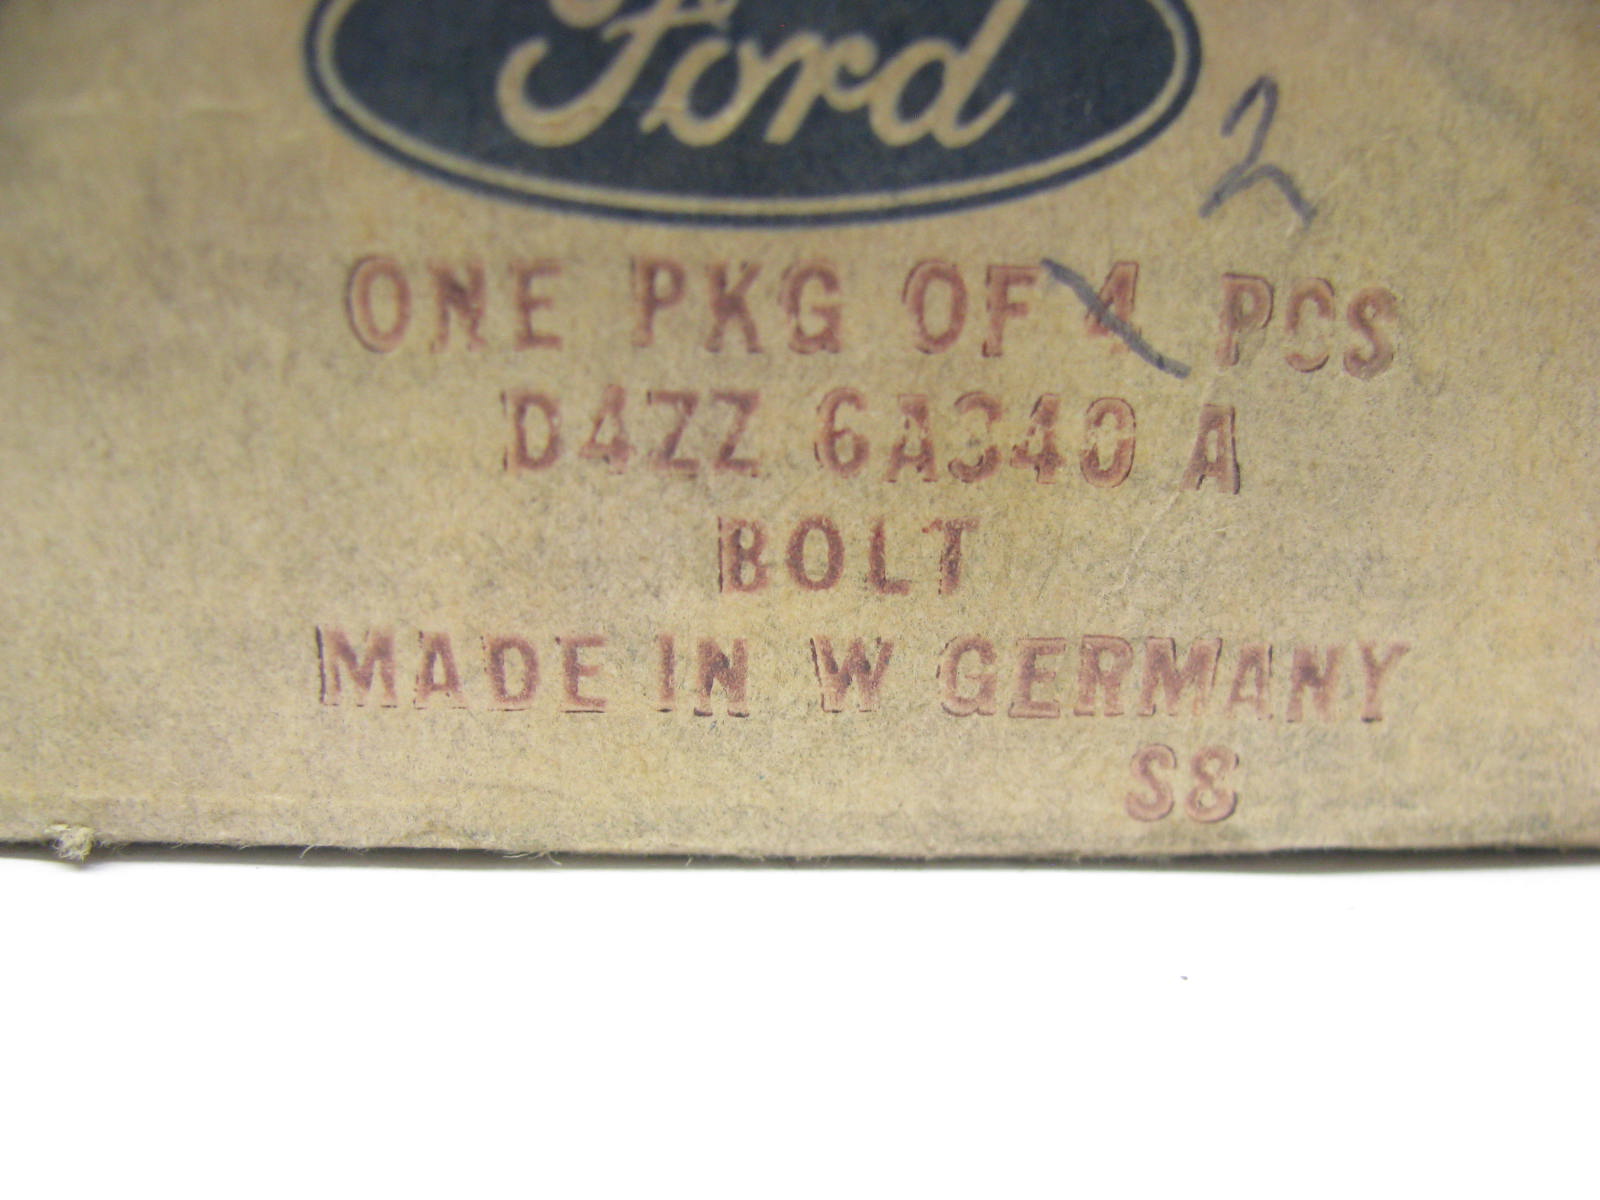 Ford
2
ONE PKG OF 4 PCS
D4ZZ 6A340 A
BOLT
MADE IN W GERMANY
S8